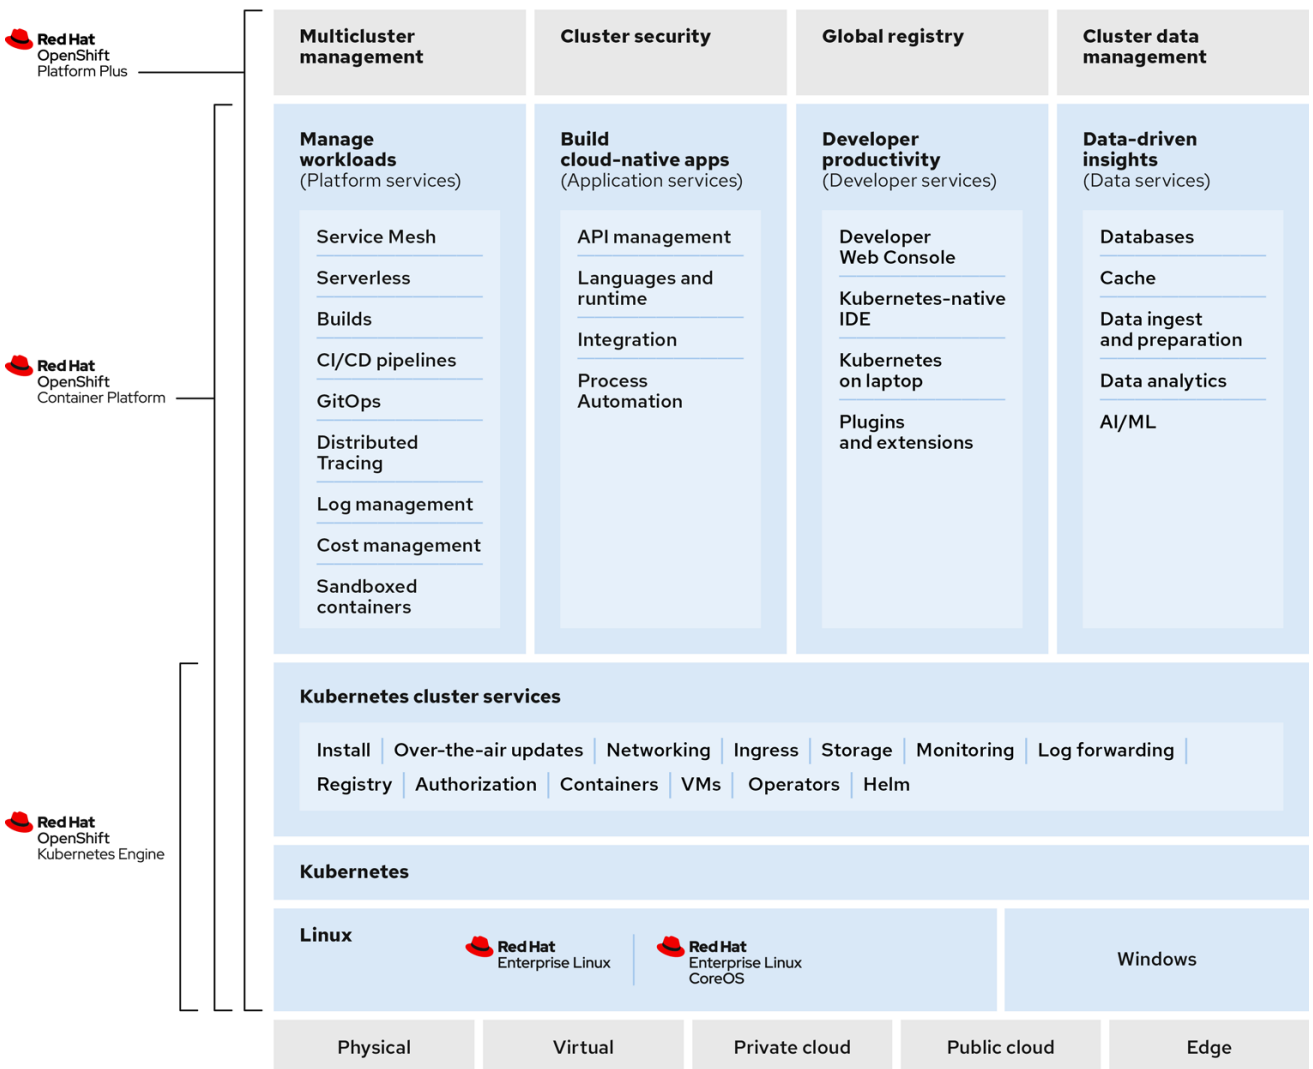 Red Hat
OpenShift
Platform Plus
Multicluster
management
Cluster security
Global registry
Cluster data
management
Red Hat
OpenShift
Container Platform
Manage
workloads
(Platform services)
Service Mesh
Serverless
Builds
CI/CD pipelines
GitOps
Distributed
Tracing
Log management
Cost management
Sandboxed
containers
Build
cloud-native apps
(Application services)
API management
Languages and
runtime
Integration
Process
Automation
Developer
productivity
(Developer services)
Developer
Web Console
Kubernetes-native
IDE
Kubernetes
on laptop
Plugins
and extensions
Data-driven
insights
(Data services)
Databases
Cache
Data ingest
and preparation
Data analytics
AI/ML
Red Hat
OpenShift
Kubernetes Engine
Kubernetes cluster services
Install Over-the-air updates Networking Ingress Storage Monitoring Log forwarding
Registry Authorization Containers VMs Operators Helm
Kubernetes
Linux
Red Hat
Enterprise Linux
Red Hat
Enterprise Linux
CoreOS
Windows
Physical
Virtual
Private cloud
Public cloud
Edge